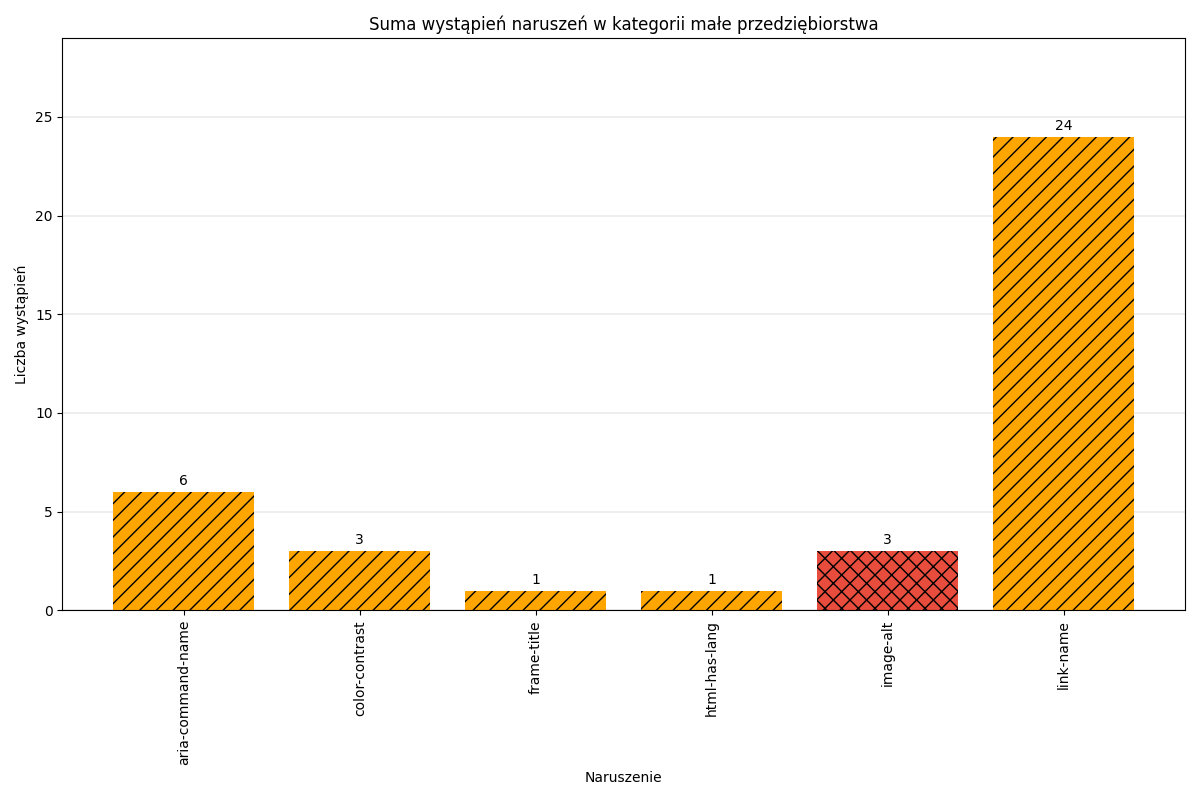 Suma wystąpień naruszeń w kategorii małe przedziębiorstwa
Liczba wystąpień
25
20
15
10
5
0
6
3
1
1
3
24
aria-command-name
color-contrast
frame-title
html-has-lang
image-alt
link-name
Naruszenie